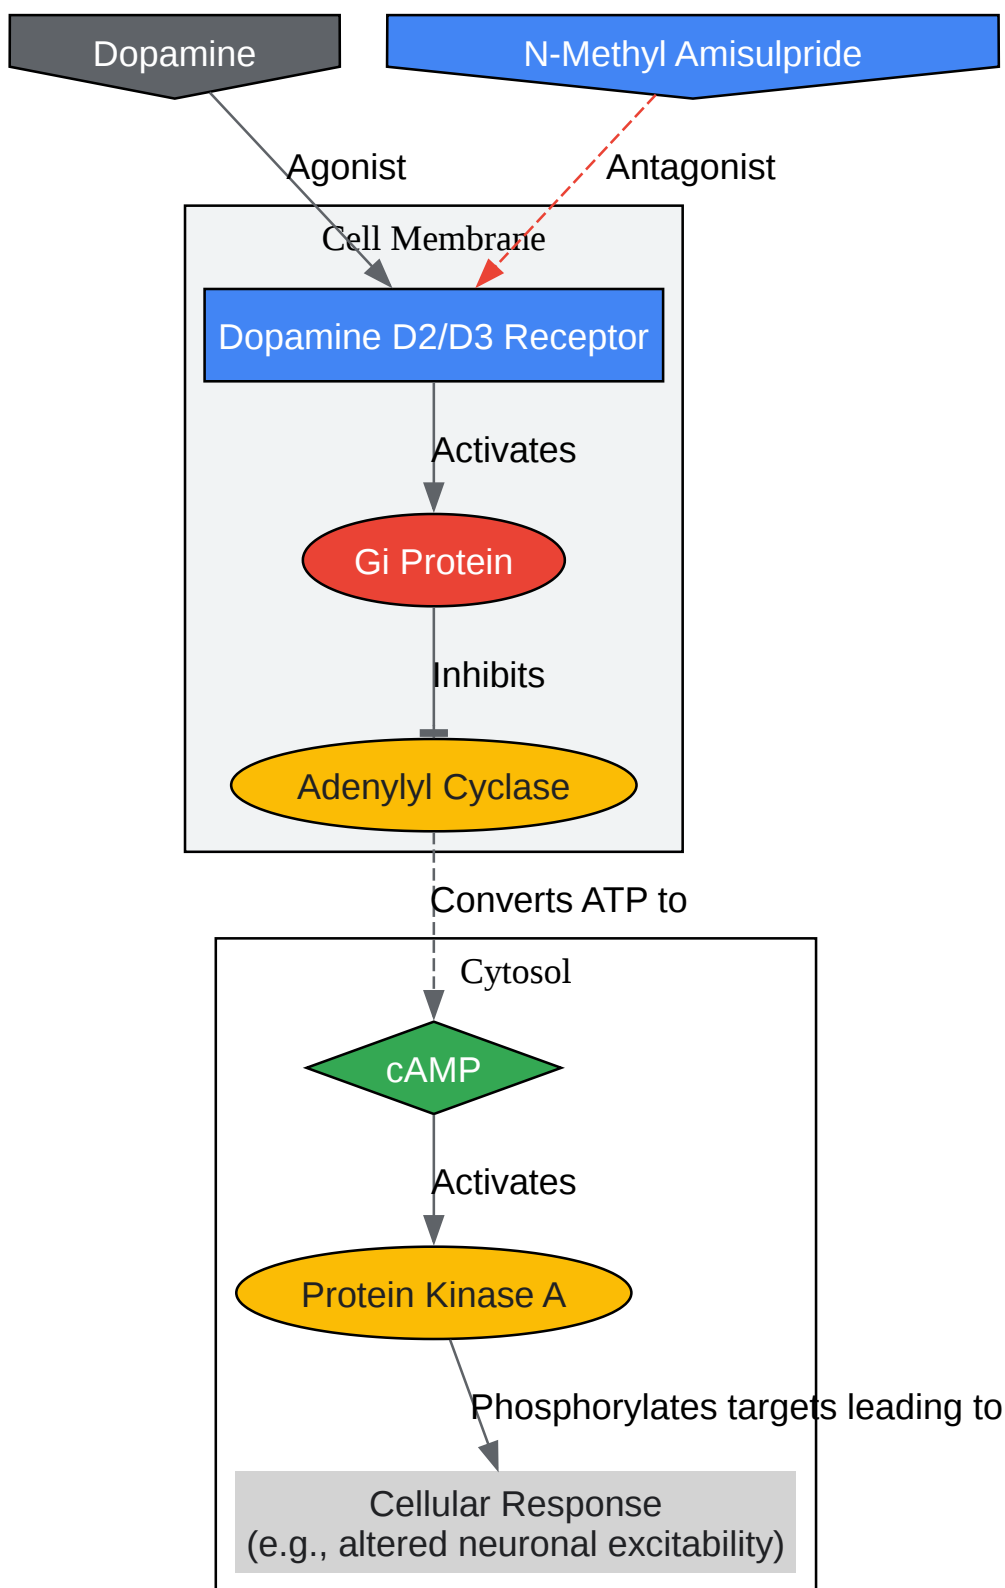 Dopamine
N-Methyl Amisulpride
Agonist
Antagonist
Cell Membrane
Dopamine D2/D3 Receptor
Activates
Gi Protein
Inhibits
Adenylyl Cyclase
Converts ATP to
Cytosol
cAMP
Activates
Protein Kinase A
Phosphorylates targets leading to
Cellular Response
(e.g., altered neuronal excitability)